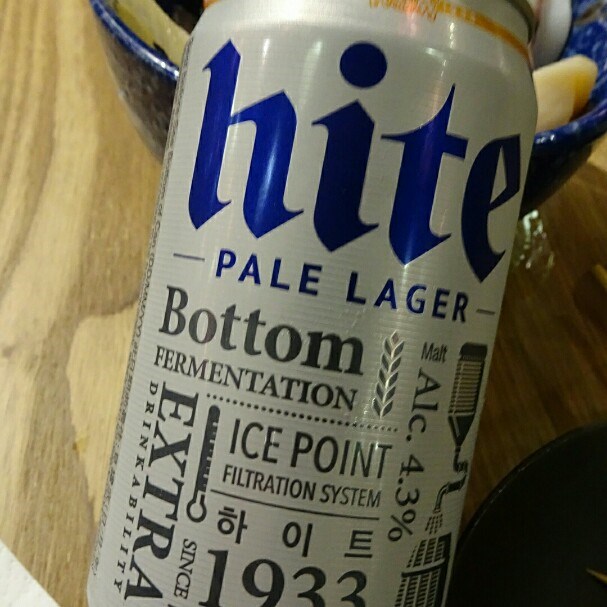 hite
PALE LAGER
Bottom
FERMENTATION
Malt
Alc. 4.3%
EXTRA
DRINKABILITY
ICE POINT
FILTRATION SYSTEM
하이트
SINCE
1933